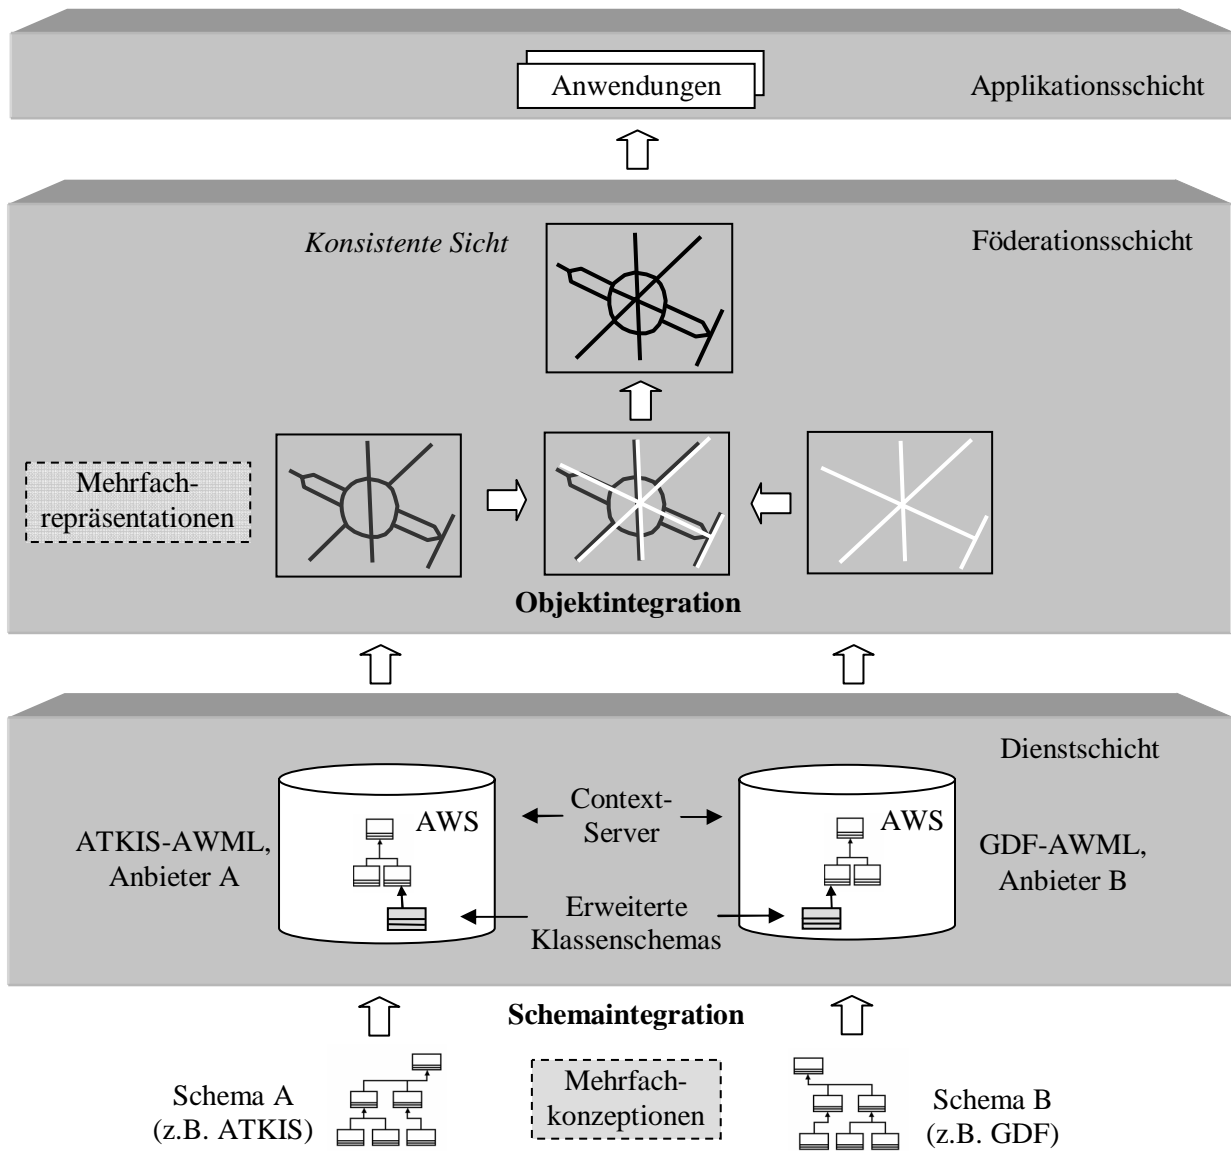 Anwendungen
Applikationsschicht
Konsistente Sicht
Föderationsschicht
Mehrfach-
repräsentationen
Objektintegration
Dienstschicht
ATKIS-AWML,
Anbieter A
AWS
Context-
Server
AWS
GDF-AWML,
Anbieter B
Erweiterte
Klassenschemas
Schemaintegration
Schema A
(z.B. ATKIS)
Mehrfach-
konzeptionen
Schema B
(z.B. GDF)